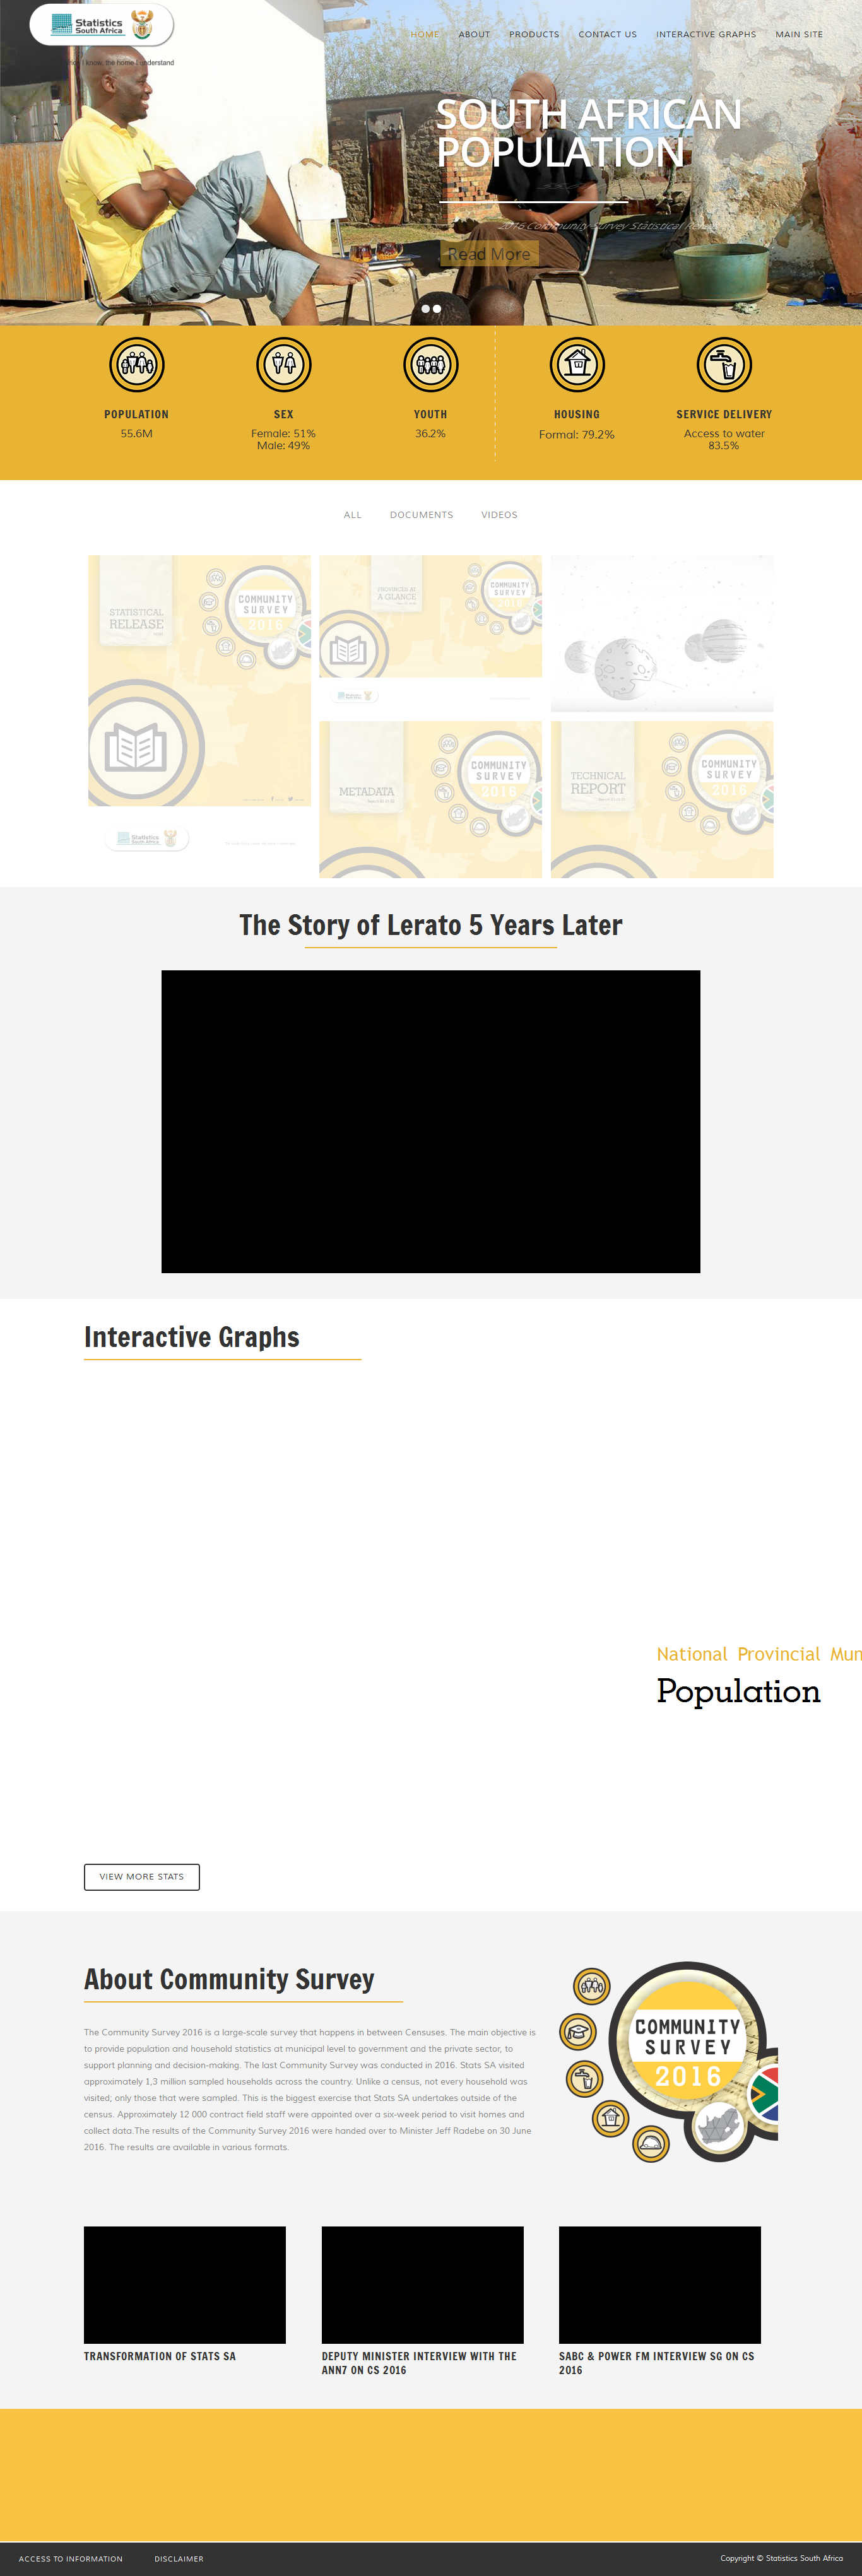 Statistics
South Africa
I know, the home I understand
HOME ABOUT PRODUCTS CONTACT US INTERACTIVE GRAPHS MAIN SITE
SOUTH AFRICAN
POPULATION
2016 Community Survey Statistical
Read More
POPULATION
55.6M
SEX
Female: 51%
Male: 49%
YOUTH
36.2%
HOUSING
Formal: 79.2%
SERVICE DELIVERY
Access to water
83.5%
ALL DOCUMENTS VIDEOS
STATISTICAL
RELEASE
COMMUNITY
SURVEY
2016
Statistics
South Africa
PROVINCES AT
A GLANCE
COMMUNITY
SURVEY
2016
METADATA
COMMUNITY
SURVEY
2016
TECHNICAL
REPORT
COMMUNITY
SURVEY
2016
The Story of Lerato 5 Years Later
Interactive Graphs
National Provincial Mun
Population
VIEW MORE STATS
About Community Survey
The Community Survey 2016 is a large-scale survey that happens in between Censuses. The main objective is
to provide population and household statistics at municipal level to government and the private sector, to
support planning and decision-making. The last Community Survey was conducted in 2016. Stats SA visited
approximately 1,3 million sampled households across the country. Unlike a census, not every household was
visited; only those that were sampled. This is the biggest exercise that Stats SA undertakes outside of the
census. Approximately 12 000 contract field staff were appointed over a six-week period to visit homes and
collect data.The results of the Community Survey 2016 were handed over to Minister Jeff Radebe on 30 June
2016. The results are available in various formats.
COMMUNITY
SURVEY
2016
TRANSFORMATION OF STATS SA
DEPUTY MINISTER INTERVIEW WITH THE
ANN7 ON CS 2016
SABC & POWER FM INTERVIEW SG ON CS
2016
ACCESS TO INFORMATION DISCLAIMER
Copyright © Statistics South Africa